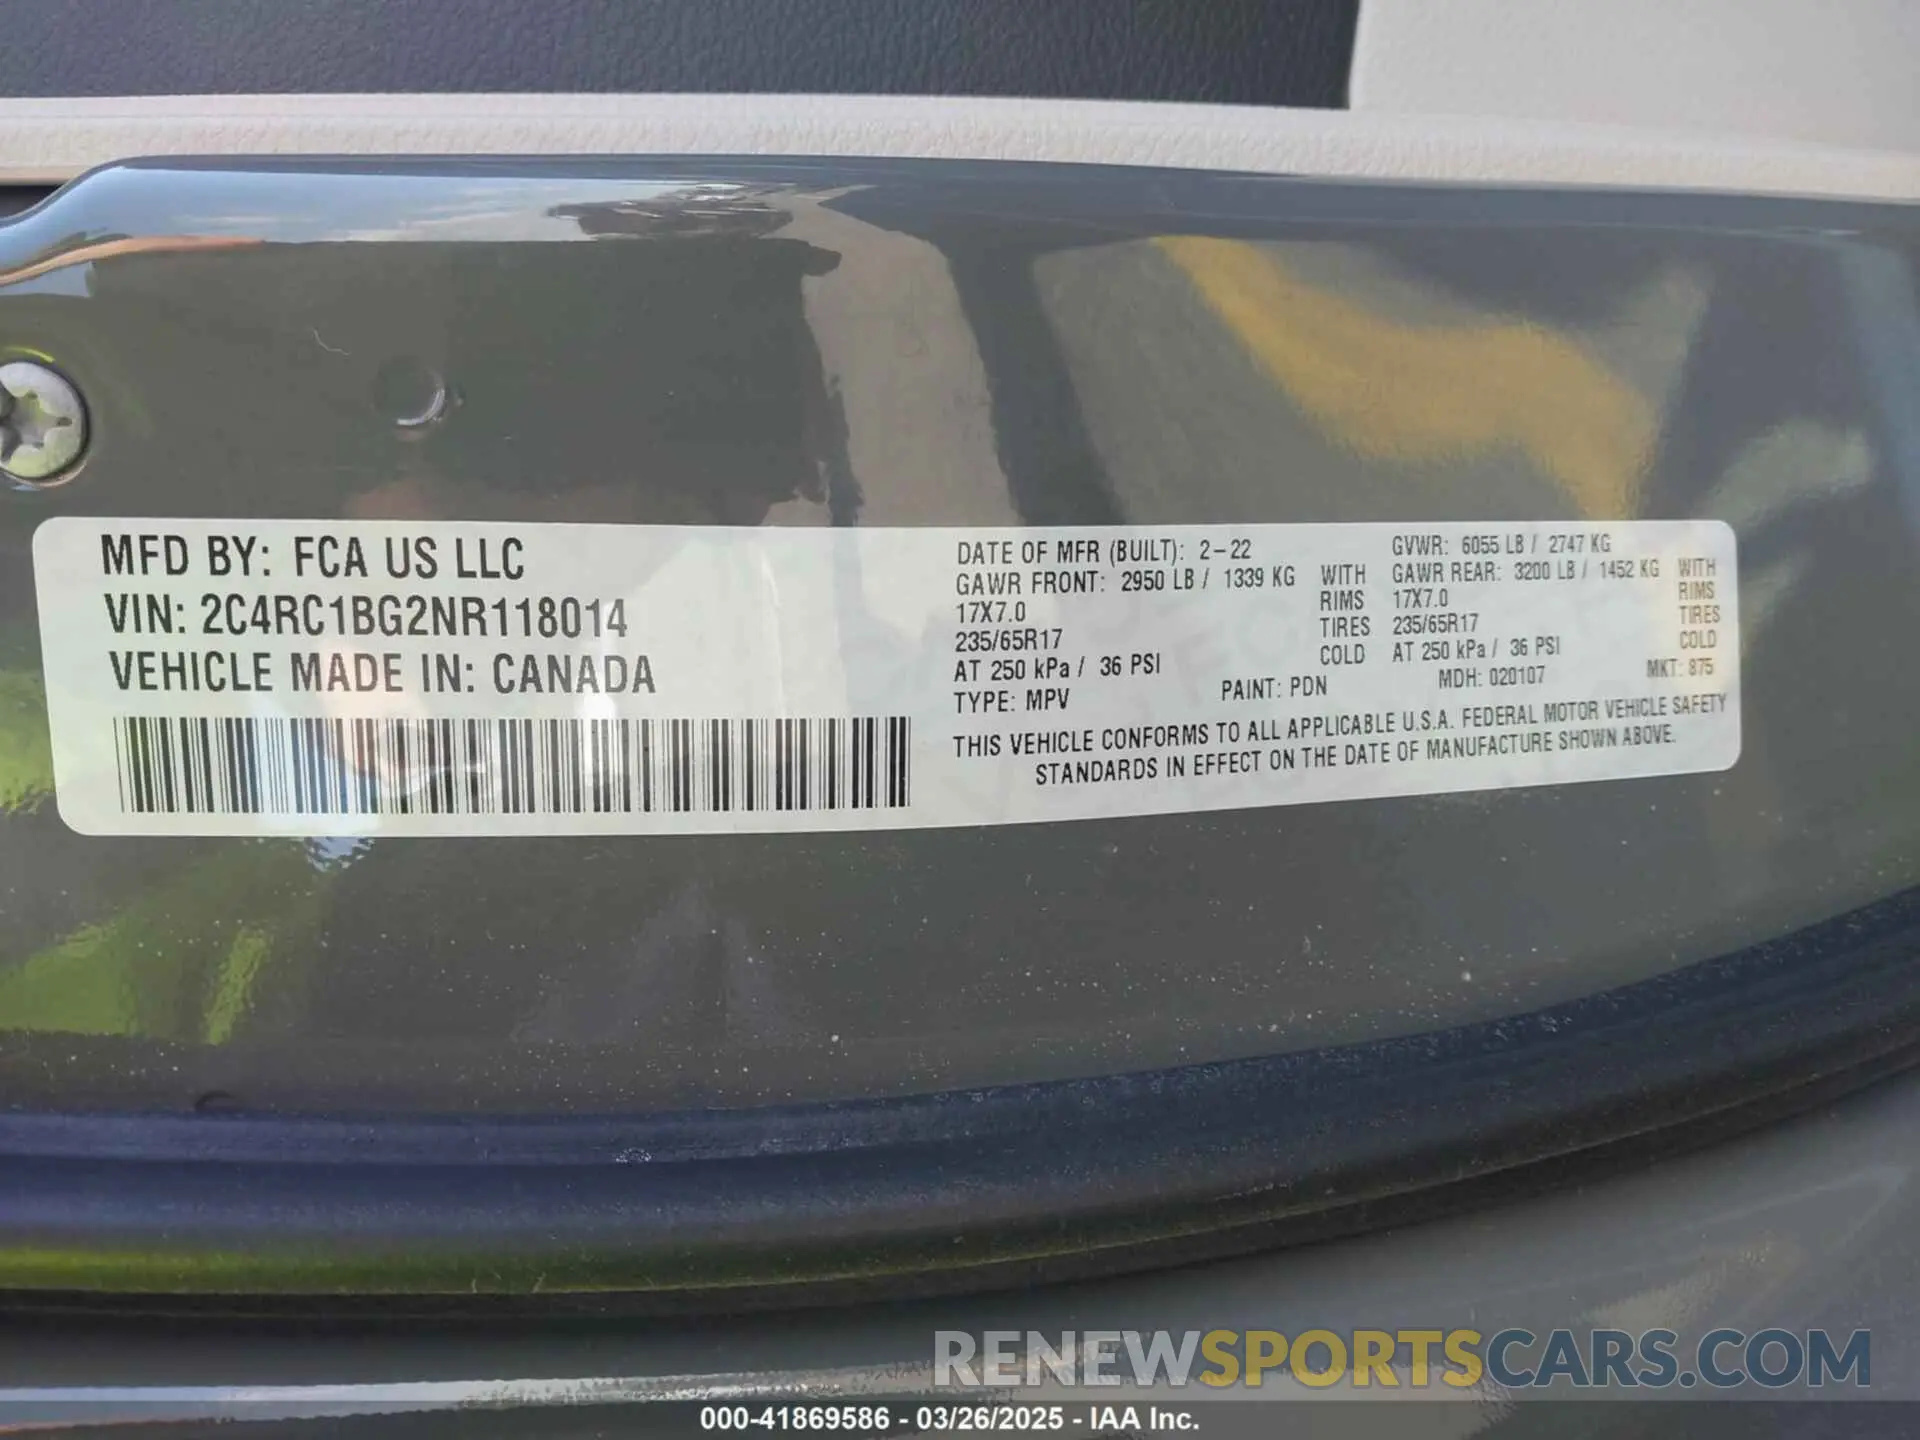 MFD BY: FCA US LLC
VIN: 2C4RC1BG2NR118014
VEHICLE MADE IN: CANADA
DATE OF MFR (BUILT): 2-22 GVWR: 6055 LB / 2747 KG
GAWR FRONT: 2950 LB / 1339 KG WITH GAWR REAR: 3200 LB / 1452 KG WITH
17X7.0 RIMS 17X7.0 RIMS
235/65R17 TIRES 235/65R17 TIRES
AT 250 kPa / 36 PSI COLD AT 250 kPa / 36 PSI COLD
TYPE: MPV PAINT: PDN MDH: 020107 MKT: 875
THIS VEHICLE CONFORMS TO ALL APPLICABLE U.S.A. FEDERAL MOTOR VEHICLE SAFETY
STANDARDS IN EFFECT ON THE DATE OF MANUFACTURE SHOWN ABOVE.
RENEWSPORTSCARS.COM
000-41869586 - 03/26/2025 - IAA Inc.